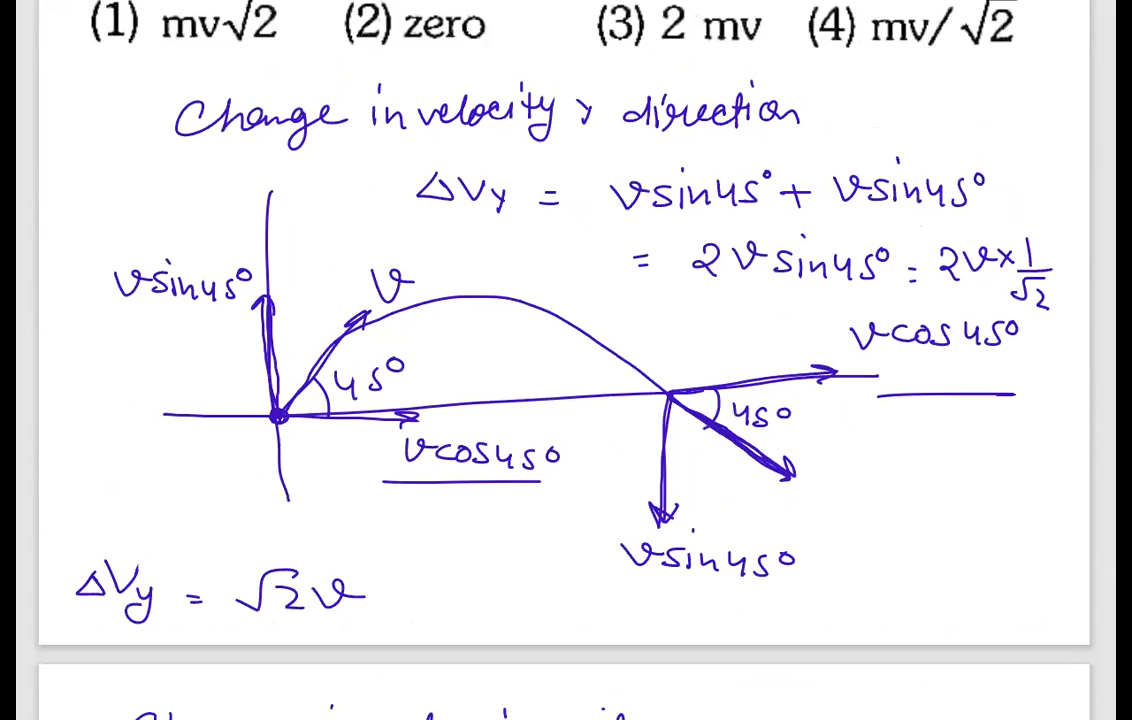 (1) mv√2 (2) zero (3) 2 mv (4) mv/√2
Change in velocity y direction
ΔVy = vsin45° + vsin45°
= 2vsin45° = 2v×1/√2
vsin45°
v
vcos45°
45°
45°
vcos45°
vsin45°
ΔVy = √2v